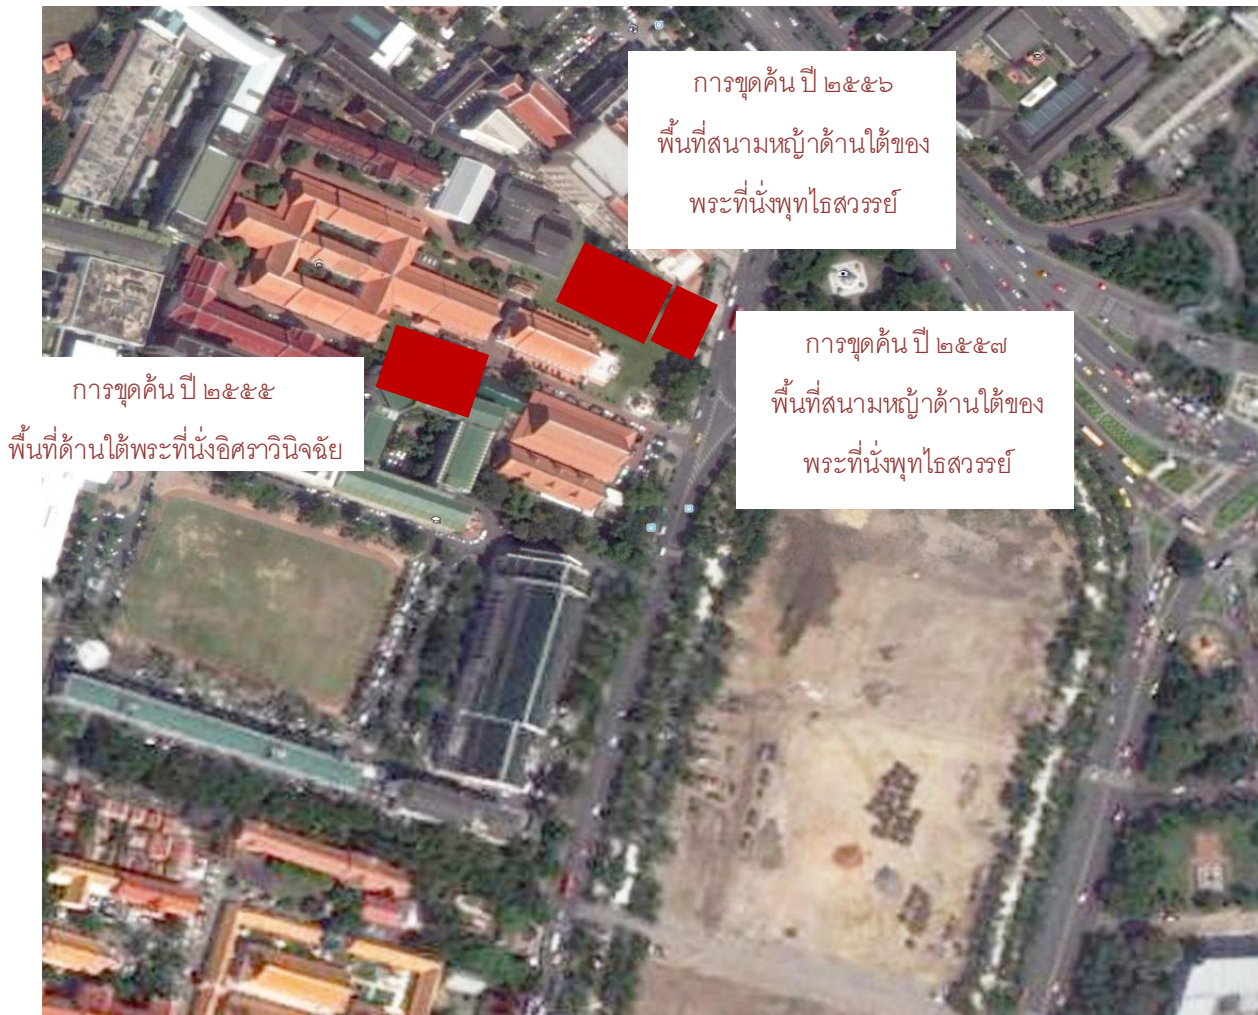 การขุดค้น ปี ๒๕๕๖
พื้นที่สนามหญ้าด้านใต้ของ
พระที่นั่งพุทไธสวรรย์
การขุดค้น ปี ๒๕๕๗
พื้นที่สนามหญ้าด้านใต้ของ
พระที่นั่งพุทไธสวรรย์
การขุดค้น ปี ๒๕๕๕
พื้นที่ด้านใต้พระที่นั่งอิศราวินิจฉัย